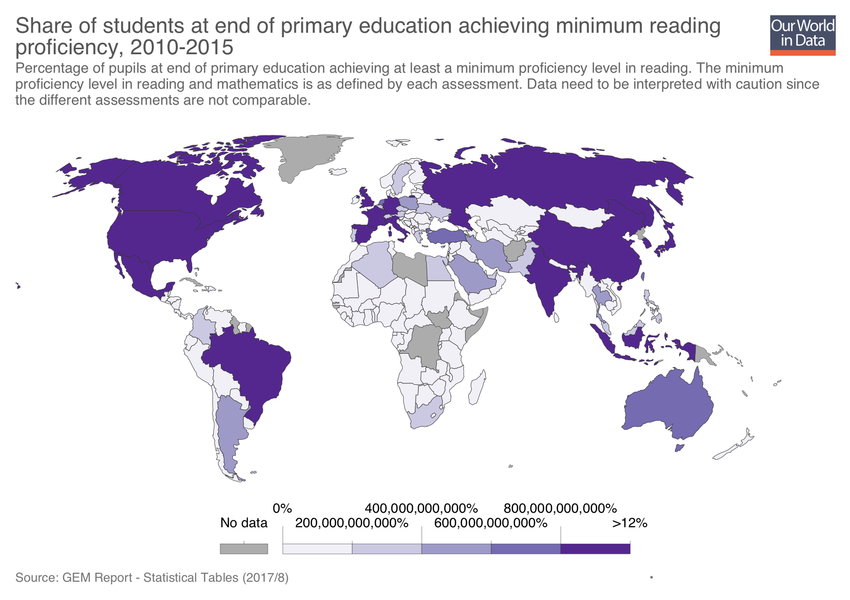 Share of students at end of primary education achieving minimum reading
proficiency, 2010-2015
Our World
in Data
Percentage of pupils at end of primary education achieving at least a minimum proficiency level in reading. The minimum
proficiency level in reading and mathematics is as defined by each assessment. Data need to be interpreted with caution since
the different assessments are not comparable.
0% 400,000,000,000% 800,000,000,000%
No data 200,000,000,000% 600,000,000,000% >12%
Source: GEM Report - Statistical Tables (2017/8)